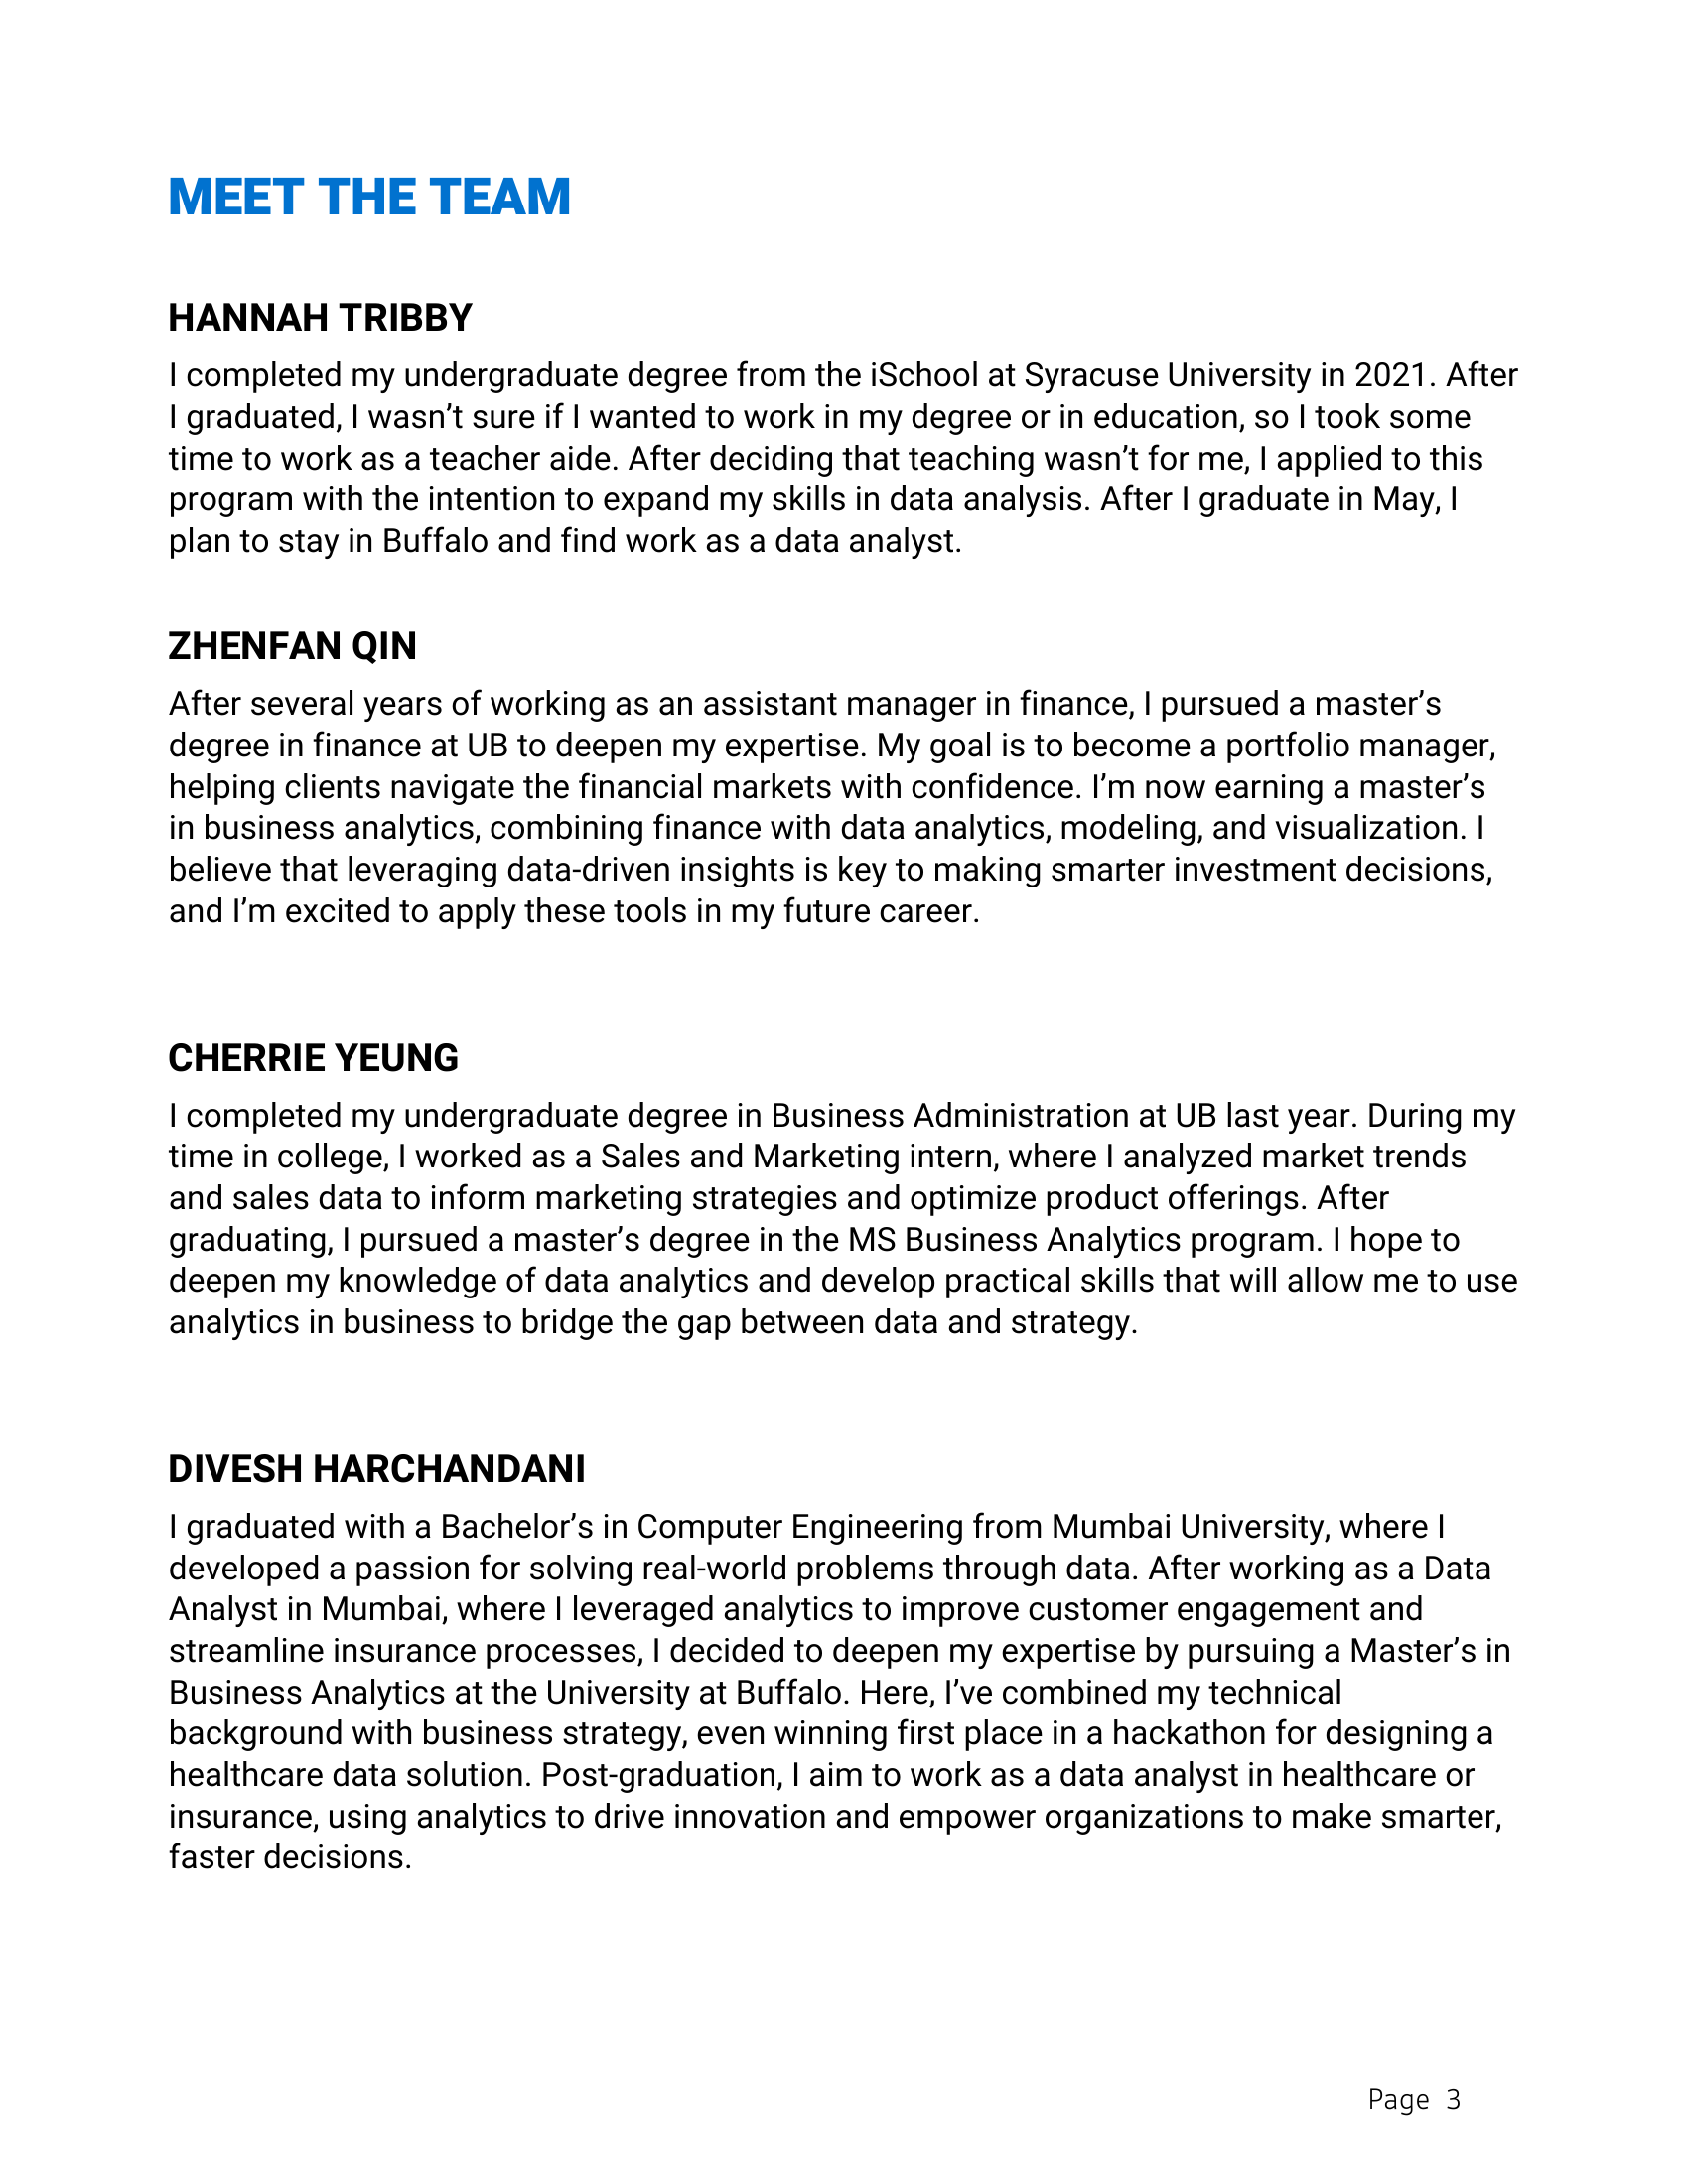 MEET THE TEAM
HANNAH TRIBBY
I completed my undergraduate degree from the iSchool at Syracuse University in 2021. After
I graduated, I wasn’t sure if I wanted to work in my degree or in education, so I took some
time to work as a teacher aide. After deciding that teaching wasn’t for me, I applied to this
program with the intention to expand my skills in data analysis. After I graduate in May, I
plan to stay in Buffalo and find work as a data analyst.
ZHENFAN QIN
After several years of working as an assistant manager in finance, I pursued a master’s
degree in finance at UB to deepen my expertise. My goal is to become a portfolio manager,
helping clients navigate the financial markets with confidence. I’m now earning a master’s
in business analytics, combining finance with data analytics, modeling, and visualization. I
believe that leveraging data-driven insights is key to making smarter investment decisions,
and I’m excited to apply these tools in my future career.
CHERRIE YEUNG
I completed my undergraduate degree in Business Administration at UB last year. During my
time in college, I worked as a Sales and Marketing intern, where I analyzed market trends
and sales data to inform marketing strategies and optimize product offerings. After
graduating, I pursued a master’s degree in the MS Business Analytics program. I hope to
deepen my knowledge of data analytics and develop practical skills that will allow me to use
analytics in business to bridge the gap between data and strategy.
DIVESH HARCHANDANI
I graduated with a Bachelor’s in Computer Engineering from Mumbai University, where I
developed a passion for solving real-world problems through data. After working as a Data
Analyst in Mumbai, where I leveraged analytics to improve customer engagement and
streamline insurance processes, I decided to deepen my expertise by pursuing a Master’s in
Business Analytics at the University at Buffalo. Here, I’ve combined my technical
background with business strategy, even winning first place in a hackathon for designing a
healthcare data solution. Post-graduation, I aim to work as a data analyst in healthcare or
insurance, using analytics to drive innovation and empower organizations to make smarter,
faster decisions.
Page 3